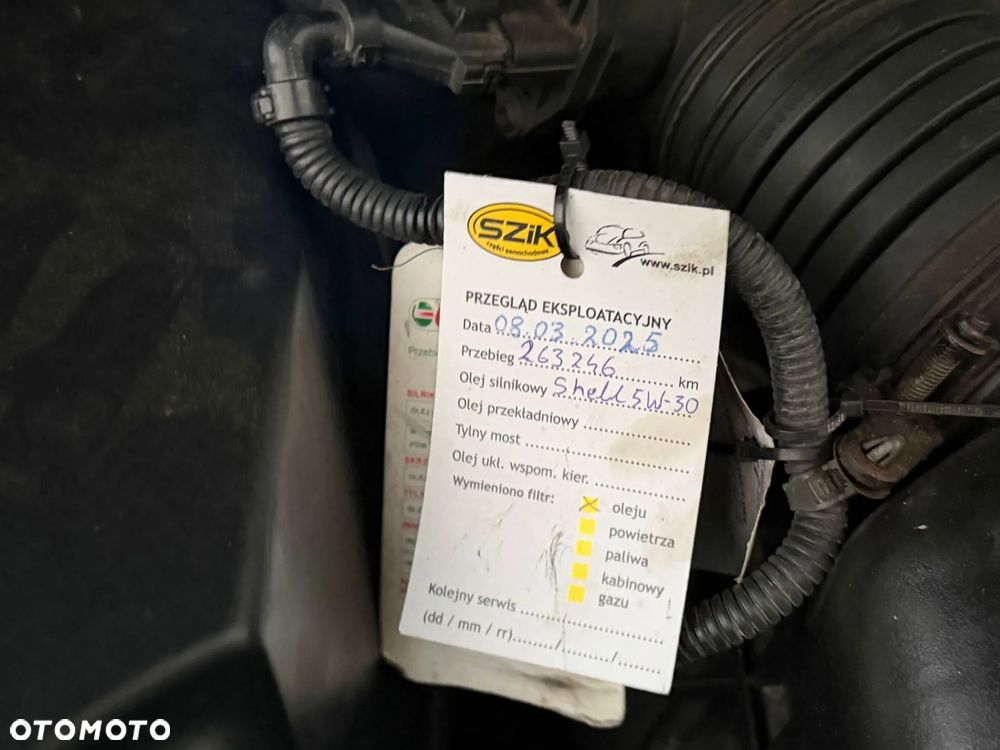 SZiK
części samochodowe
www.szik.pl
PRZEGLĄD EKSPLOATACYJNY
Data 08.03.2025
Przebieg 263246 km
Olej silnikowy Shell 5W-30
Olej przekładniowy
Tylny most
Olej ukł. wspom. kier.
Wymieniono filtr:
oleju
powietrza
paliwa
kabinowy
gazu
Kolejny serwis
(dd / mm / rr)....../........./........
OTOMOTO